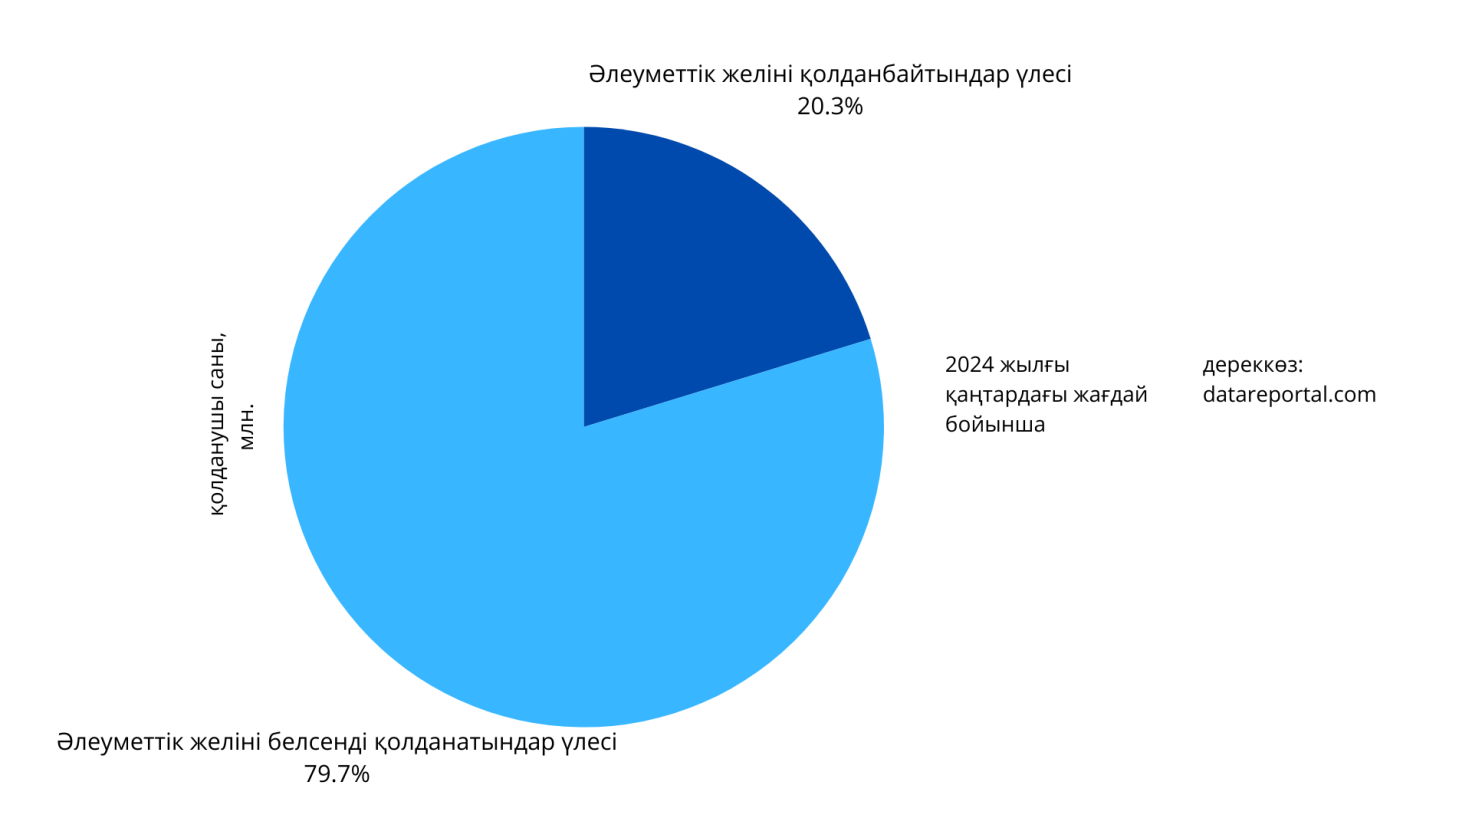 Әлеуметтік желіні қолданбайтындар үлесі
20.3%
қолданушы саны,
млн.
2024 жылғы
қаңтардағы жағдай
бойынша
дереккөз:
datareportal.com
Әлеуметтік желіні белсенді қолданатындар үлесі
79.7%